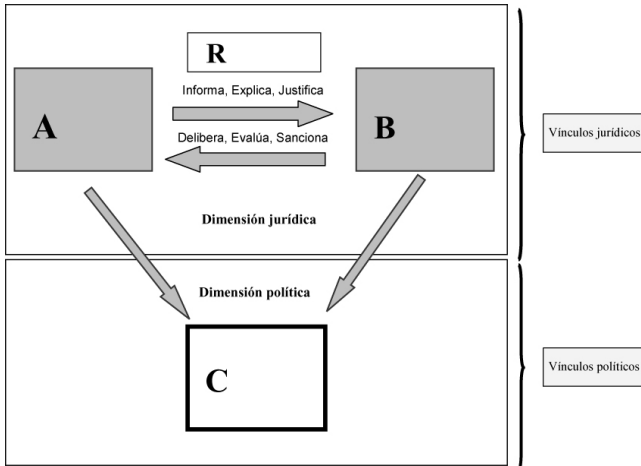 R
Informa, Explica, Justifica
A
B
Delibera, Evalúa, Sanciona
Vínculos jurídicos
Dimensión jurídica
Dimensión política
C
Vínculos políticos